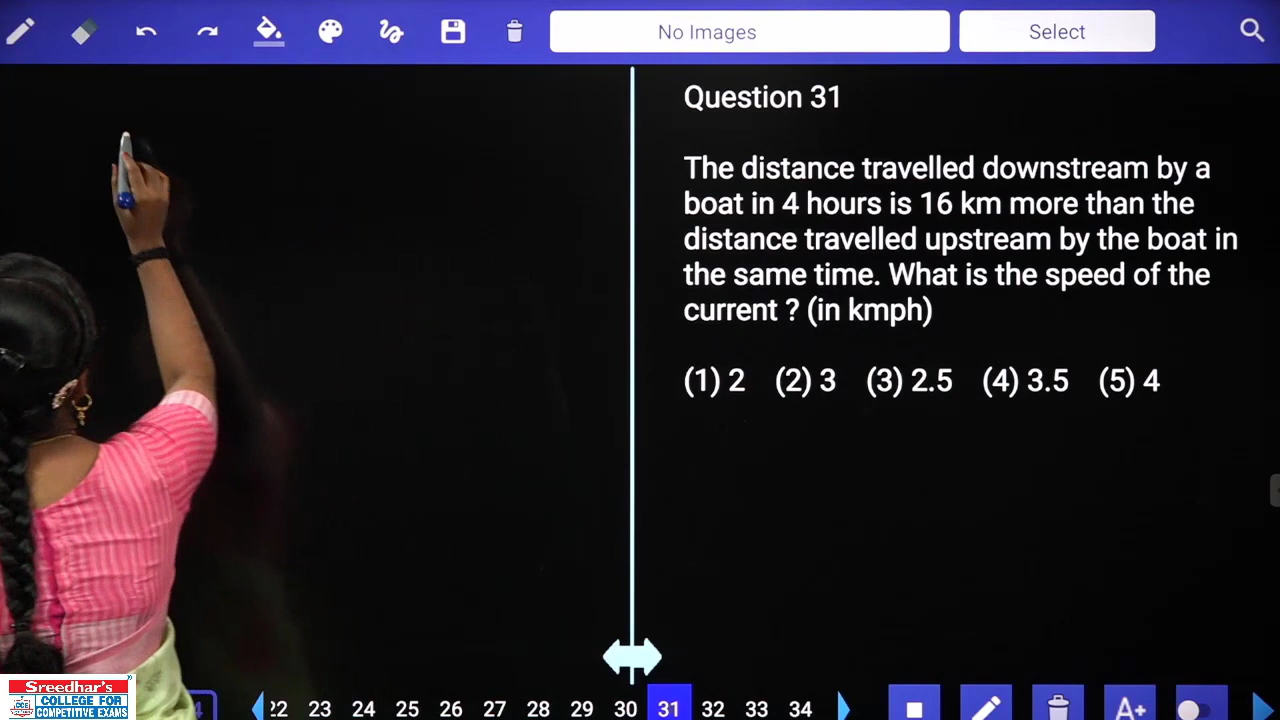 No Images
Select
Question 31
The distance travelled downstream by a
boat in 4 hours is 16 km more than the
distance travelled upstream by the boat in
the same time. What is the speed of the
current ? (in kmph)
(1) 2 (2) 3 (3) 2.5 (4) 3.5 (5) 4
Sreedhar's
CCE
COLLEGE FOR
COMPETITIVE EXAMS
4
22 23 24 25 26 27 28 29 30 31 32 33 34
A+